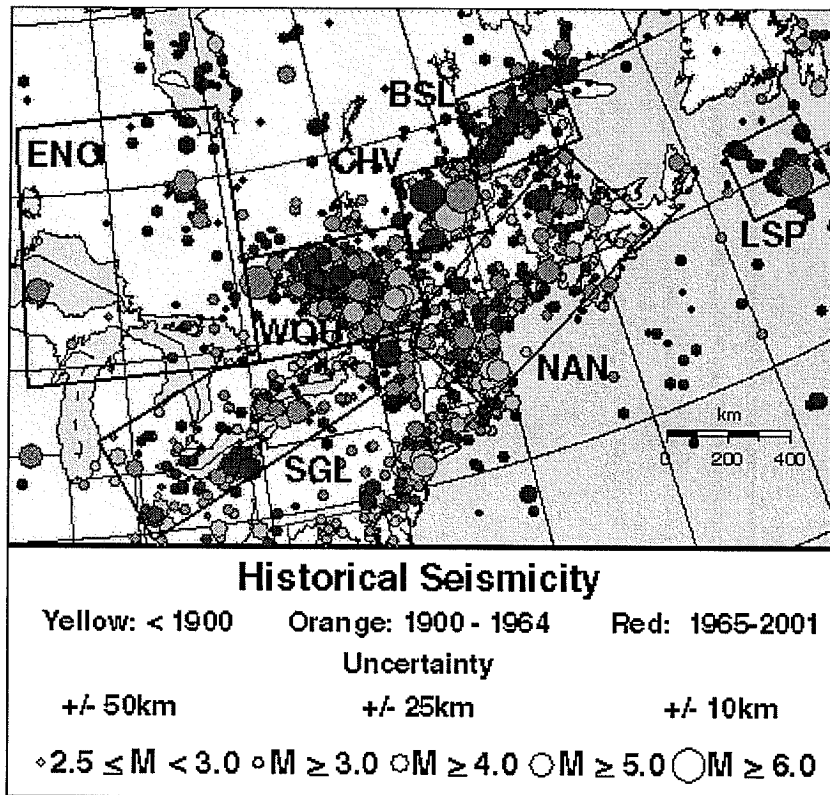 BSL
ENO
CHV
LSP
WQU
NAN
km
0 200 400
SGL
Historical Seismicity
Yellow: < 1900 Orange: 1900 - 1964 Red: 1965-2001
Uncertainty
+/- 50km +/- 25km +/- 10km
2.5 ≤ M < 3.0 M ≥ 3.0 M ≥ 4.0 M ≥ 5.0 M ≥ 6.0